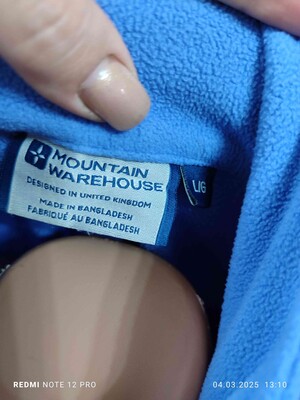 MOUNTAIN
WAREHOUSE
DESIGNED IN UNITED KINGDOM
MADE IN BANGLADESH
FABRIQUÉ AU BANGLADESH
REDMI NOTE 12 PRO
04.03.2025 13:10